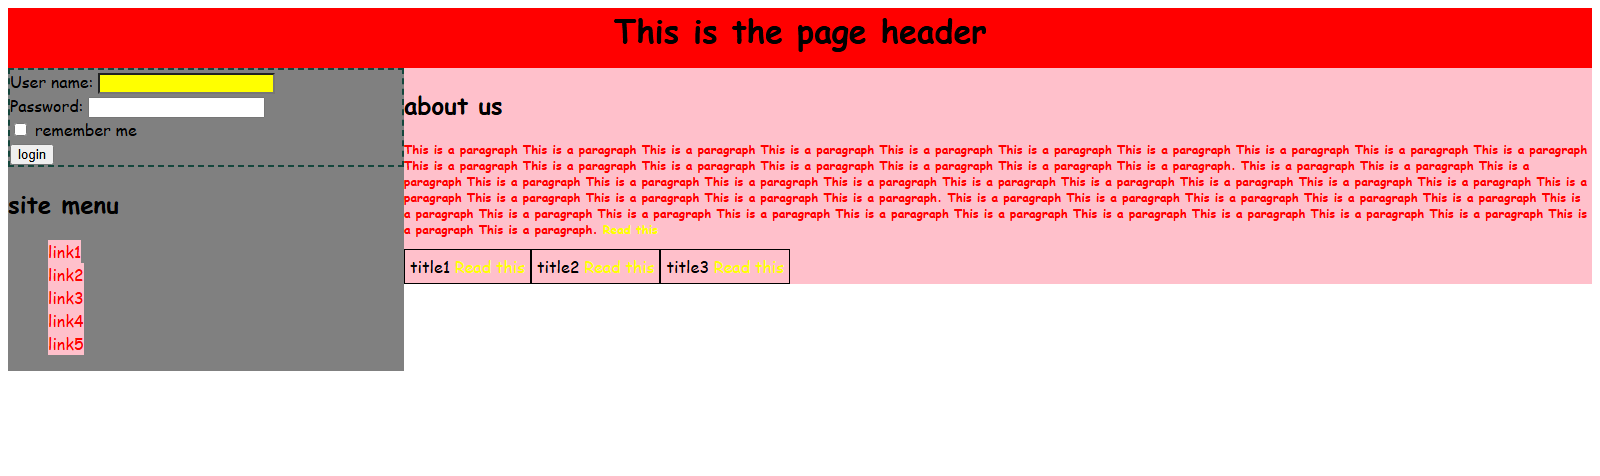 This is the page header
User name:
Password:
remember me
login
site menu
link1
link2
link3
link4
link5
about us
This is a paragraph This is a paragraph This is a paragraph This is a paragraph This is a paragraph This is a paragraph This is a paragraph This is a paragraph This is a paragraph This is a paragraph
This is a paragraph This is a paragraph This is a paragraph This is a paragraph This is a paragraph This is a paragraph This is a paragraph. This is a paragraph This is a paragraph This is a
paragraph This is a paragraph This is a paragraph This is a paragraph This is a paragraph This is a paragraph This is a paragraph This is a paragraph This is a paragraph This is a paragraph This is a
paragraph This is a paragraph This is a paragraph This is a paragraph This is a paragraph. This is a paragraph This is a paragraph This is a paragraph This is a paragraph This is a paragraph This is
a paragraph This is a paragraph This is a paragraph This is a paragraph This is a paragraph This is a paragraph This is a paragraph This is a paragraph This is a paragraph This is a paragraph This is
a paragraph This is a paragraph. Read this
title1 Read this title2 Read this title3 Read this